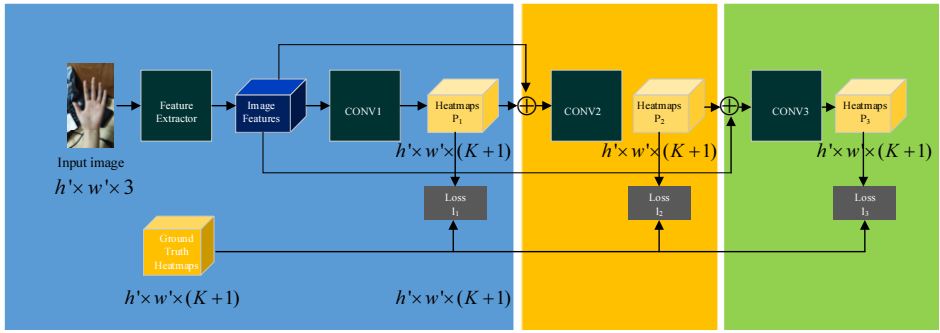 Feature
Extractor
Image
Features
CONV1
Heatmaps
P1
CONV2
Heatmaps
P2
CONV3
Heatmaps
P3
Input image
h'×w'×3
h'×w'×(K+1)
h'×w'×(K+1)
h'×w'×(K+1)
Loss
l1
Loss
l2
Loss
l3
Ground
Truth
Heatmaps
h'×w'×(K+1)
h'×w'×(K+1)